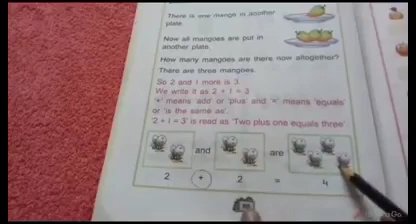 There is one mango in another
plate.
Now all mangoes are put in
another plate.
How many mangoes are there now altogether?
There are three mangoes.
So 2 and 1 more is 3
We write it as 2 + 1 = 3
'+' means 'add' or 'plus' and '=' means 'equals'
or 'is the same as'.
'2 + 1 = 3' is read as 'Two plus one equals three'.
and are
2 + 2 = 4